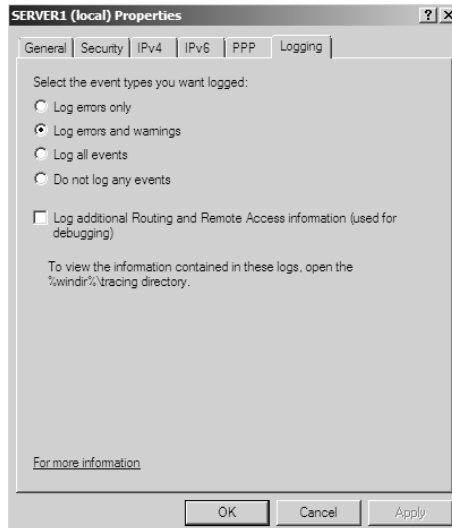 SERVER1 (local) Properties
General Security IPv4 IPv6 PPP Logging
Select the event types you want logged:
Log errors only
Log errors and warnings
Log all events
Do not log any events
Log additional Routing and Remote Access information (used for
debugging)
To view the information contained in these logs, open the
%windir%\tracing directory.
For more information
OK Cancel Apply